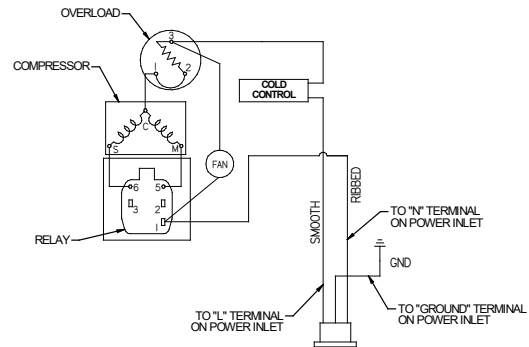 OVERLOAD
3
1
2
COMPRESSOR
COLD
CONTROL
C
S
M
FAN
6
5
3
2
1
RELAY
SMOOTH
RIBBED
TO "N" TERMINAL
ON POWER INLET
GND
TO "L" TERMINAL
ON POWER INLET
TO "GROUND" TERMINAL
ON POWER INLET